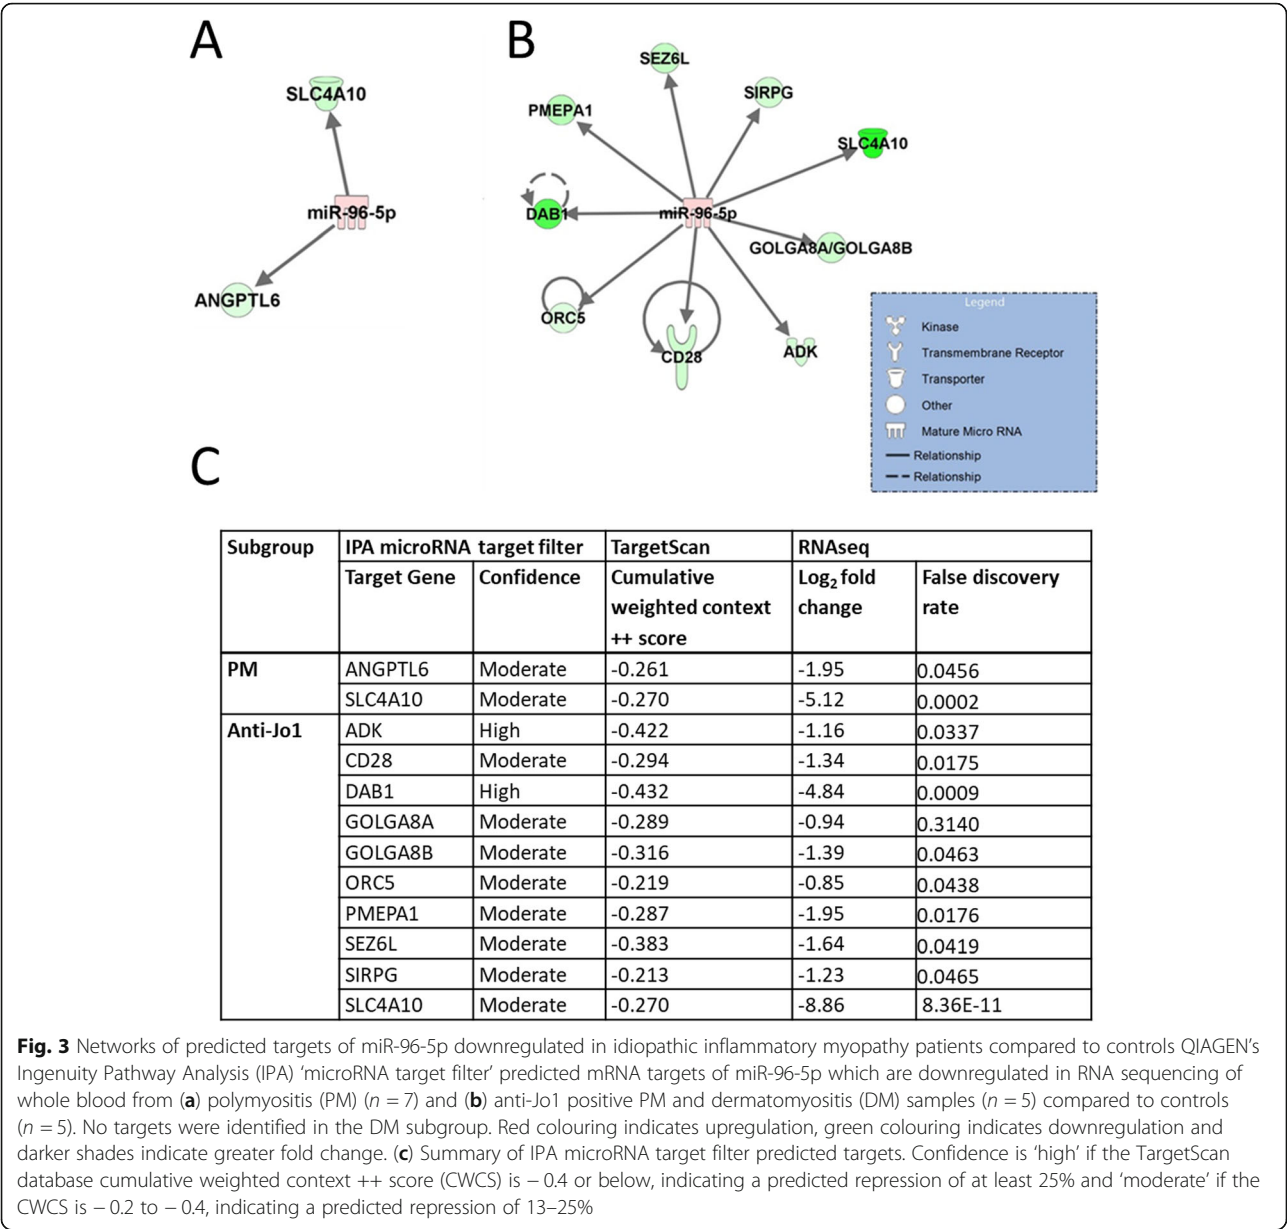 A
B
SLC4A10
miR-96-5p
ANGPTL6
SEZ6L
PMEPA1
SIRPG
SLC4A10
DAB1
miR-96-5p
GOLGA8A/GOLGA8B
ORC5
CD28
ADK
Legend
Kinase
Transmembrane Receptor
Transporter
Other
Mature Micro RNA
Relationship
Relationship
C
Subgroup IPA microRNA target filter TargetScan RNAseq
Target Gene Confidence Cumulative weighted context ++ score Log2 fold change False discovery rate
PM ANGPTL6 Moderate -0.261 -1.95 0.0456
SLC4A10 Moderate -0.270 -5.12 0.0002
Anti-Jo1 ADK High -0.422 -1.16 0.0337
CD28 Moderate -0.294 -1.34 0.0175
DAB1 High -0.432 -4.84 0.0009
GOLGA8A Moderate -0.289 -0.94 0.3140
GOLGA8B Moderate -0.316 -1.39 0.0463
ORC5 Moderate -0.219 -0.85 0.0438
PMEPA1 Moderate -0.287 -1.95 0.0176
SEZ6L Moderate -0.383 -1.64 0.0419
SIRPG Moderate -0.213 -1.23 0.0465
SLC4A10 Moderate -0.270 -8.86 8.36E-11
Fig. 3 Networks of predicted targets of miR-96-5p downregulated in idiopathic inflammatory myopathy patients compared to controls QIAGEN's
Ingenuity Pathway Analysis (IPA) 'microRNA target filter' predicted mRNA targets of miR-96-5p which are downregulated in RNA sequencing of
whole blood from (a) polymyositis (PM) (n = 7) and (b) anti-Jo1 positive PM and dermatomyositis (DM) samples (n = 5) compared to controls
(n = 5). No targets were identified in the DM subgroup. Red colouring indicates upregulation, green colouring indicates downregulation and
darker shades indicate greater fold change. (c) Summary of IPA microRNA target filter predicted targets. Confidence is 'high' if the TargetScan
database cumulative weighted context ++ score (CWCS) is − 0.4 or below, indicating a predicted repression of at least 25% and 'moderate' if the
CWCS is − 0.2 to − 0.4, indicating a predicted repression of 13–25%